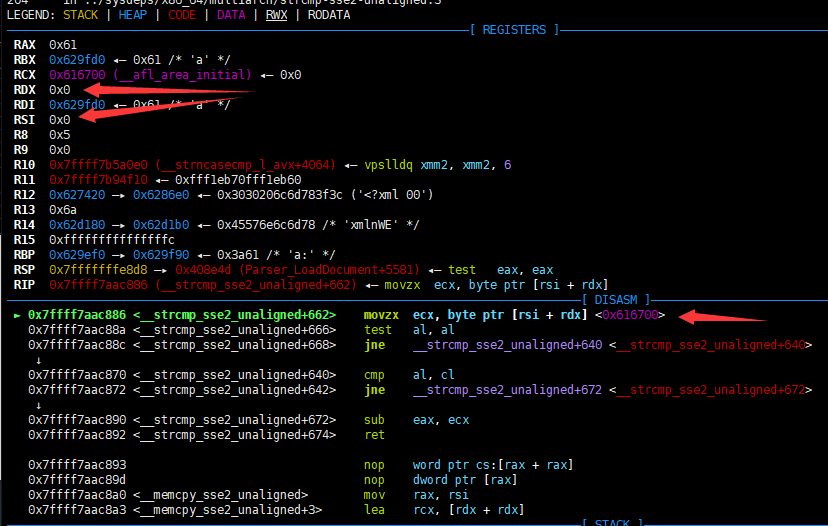 204     in ../sysdeps/x86_64/multiarch/strcmp-sse2-unaligned.S
LEGEND: STACK | HEAP | CODE | DATA | RWX | RODATA
[ REGISTERS ]
RAX  0x61
RBX  0x629fd0 ◂— 0x61 /* 'a' */
RCX  0x616700 (__afl_area_initial) ◂— 0x0
RDX  0x0
RDI  0x629fd0 ◂— 0x61 /* 'a' */
RSI  0x0
R8   0x5
R9   0x0
R10  0x7ffff7b5a0e0 (__strncasecmp_l_avx+4064) ◂— vpslldq xmm2, xmm2, 6
R11  0x7ffff7b94f10 ◂— 0xfff1eb70fff1eb60
R12  0x627420 —▸ 0x6286e0 ◂— 0x3030206c6d783f3c ('<?xml 00')
R13  0x6a
R14  0x62d180 —▸ 0x62d1b0 ◂— 0x45576e6c6d78 /* 'xmlnWE' */
R15  0xfffffffffffffffc
RBP  0x629ef0 —▸ 0x629f90 ◂— 0x3a61 /* 'a:' */
RSP  0x7fffffffe8d8 —▸ 0x408e4d (Parser_LoadDocument+5581) ◂— test   eax, eax
RIP  0x7ffff7aac886 (__strcmp_sse2_unaligned+662) ◂— movzx  ecx, byte ptr [rsi + rdx]
[ DISASM ]
► 0x7ffff7aac886 <__strcmp_sse2_unaligned+662>    movzx  ecx, byte ptr [rsi + rdx] <0x616700>
0x7ffff7aac88a <__strcmp_sse2_unaligned+666>    test   al, al
0x7ffff7aac88c <__strcmp_sse2_unaligned+668>    jne    __strcmp_sse2_unaligned+640 <__strcmp_sse2_unaligned+640>
↓
0x7ffff7aac870 <__strcmp_sse2_unaligned+640>    cmp    al, cl
0x7ffff7aac872 <__strcmp_sse2_unaligned+642>    jne    __strcmp_sse2_unaligned+672 <__strcmp_sse2_unaligned+672>
↓
0x7ffff7aac890 <__strcmp_sse2_unaligned+672>    sub    eax, ecx
0x7ffff7aac892 <__strcmp_sse2_unaligned+674>    ret
0x7ffff7aac893                                  nop    word ptr cs:[rax + rax]
0x7ffff7aac89d                                  nop    dword ptr [rax]
0x7ffff7aac8a0 <__memcpy_sse2_unaligned>        mov    rax, rsi
0x7ffff7aac8a3 <__memcpy_sse2_unaligned+3>      lea    rcx, [rdx + rdx]
[ STACK ]